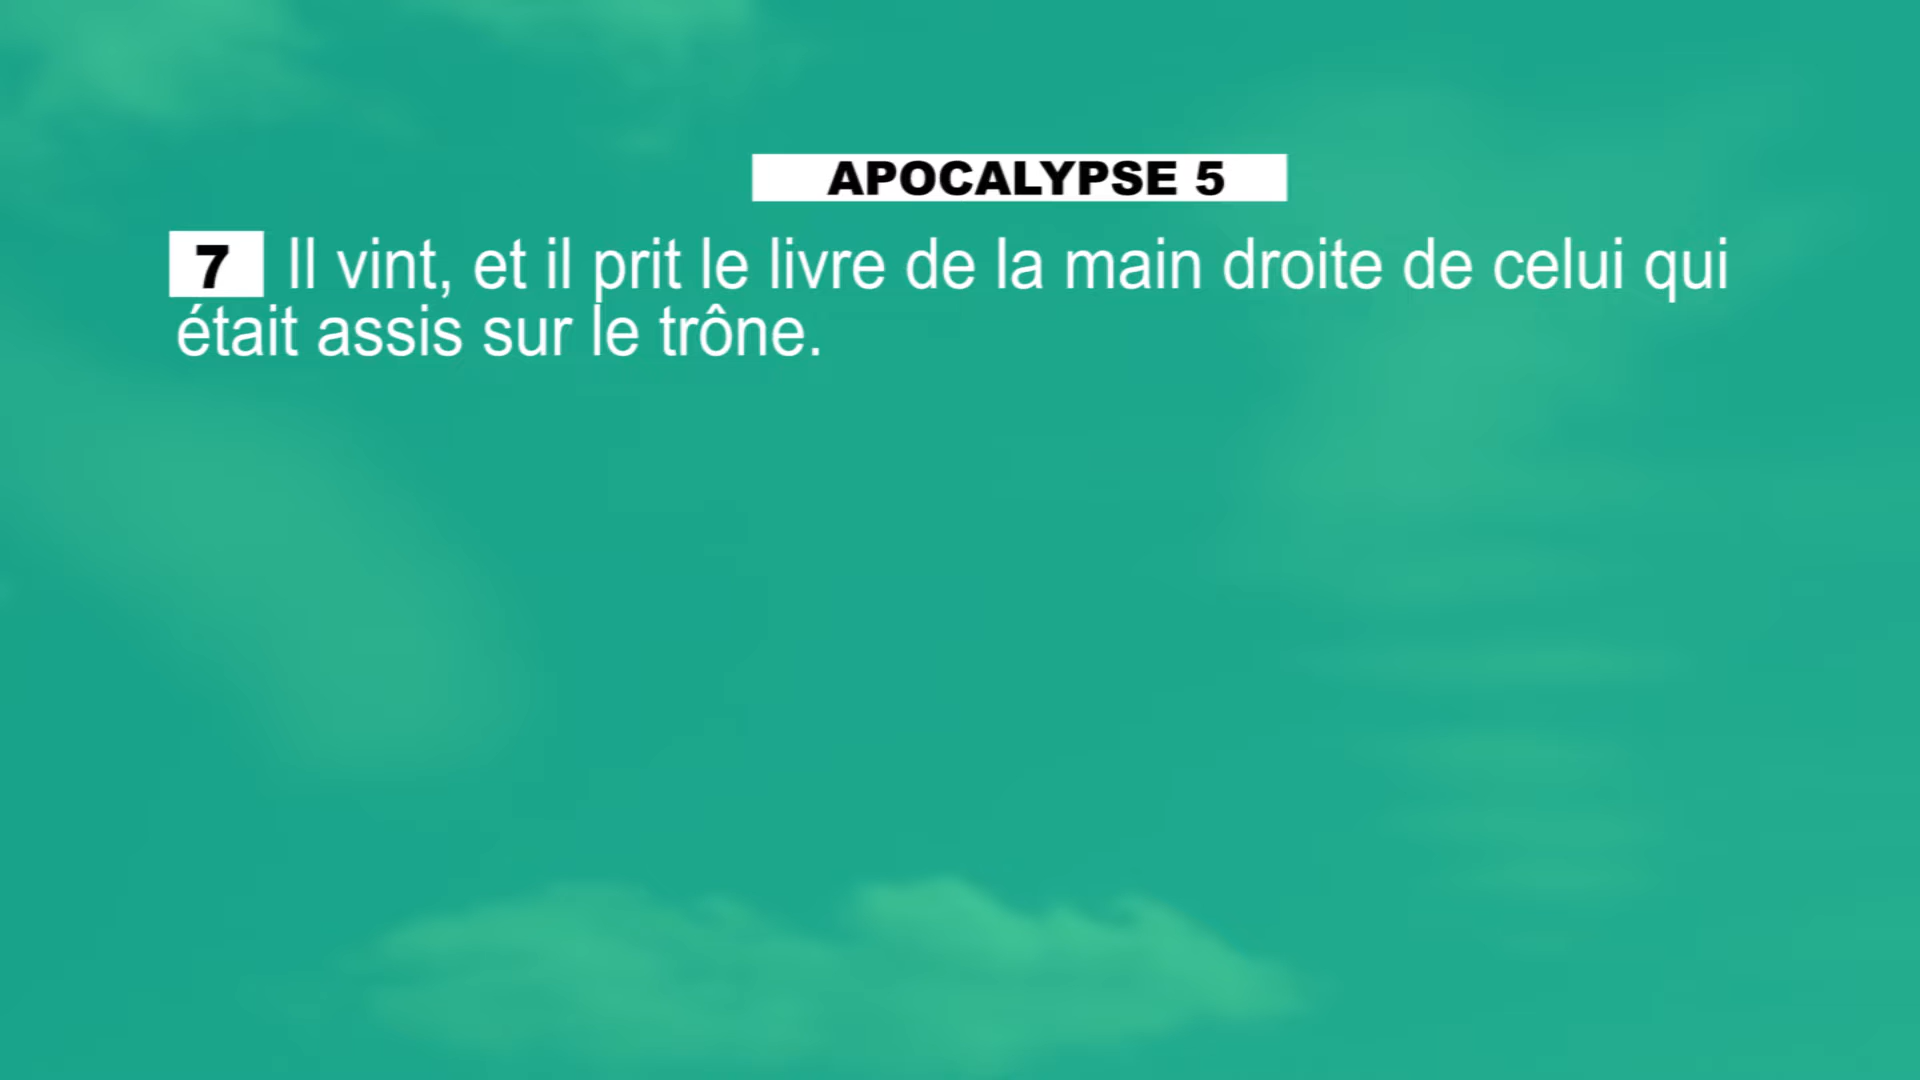 APOCALYPSE 5
7 Il vint, et il prit le livre de la main droite de celui qui
était assis sur le trône.